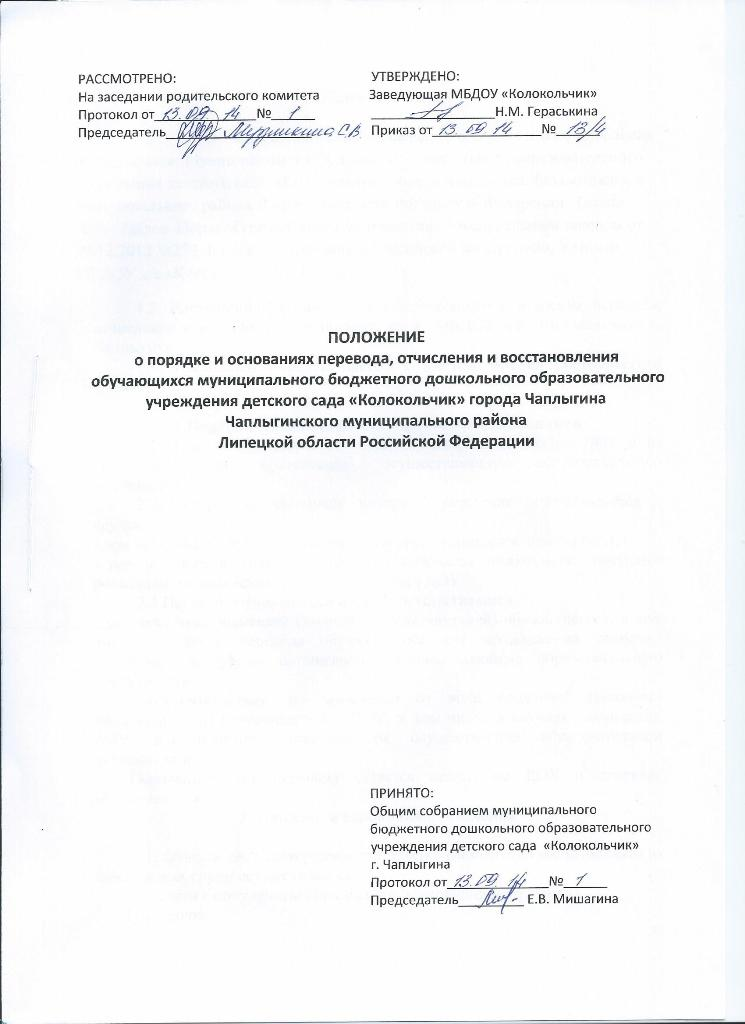 РАССМОТРЕНО:
На заседании родительского комитета
Протокол от 13.09 14 № 1
Председатель С.В.
УТВЕРЖДЕНО:
Заведующая МБДОУ «Колокольчик»
Н.М. Гераськина
Приказ от 13.09 14 № 13/4
ПОЛОЖЕНИЕ
о порядке и основаниях перевода, отчисления и восстановления
обучающихся муниципального бюджетного дошкольного образовательного
учреждения детского сада «Колокольчик» города Чаплыгина
Чаплыгинского муниципального района
Липецкой области Российской Федерации
ПРИНЯТО:
Общим собранием муниципального
бюджетного дошкольного образовательного
учреждения детского сада «Колокольчик»
г. Чаплыгина
Протокол от 13.09. 14 № 1
Председатель Е.В. Мишагина